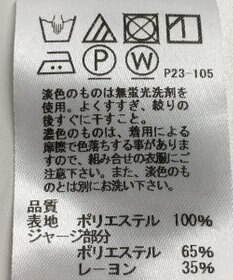 P W
P23-105
淡色のものは無蛍光洗剤を
使用。よくすすぎ、絞りの
後すぐに干すこと。
濃色のものは、着用による
摩擦で色落ちする事があり
ますので、組み合せの衣服にご
注意下さい。また、淡色のも
のとは別にお洗い下さい。
品質
表地 ポリエステル 100%
ジャージ部分
ポリエステル 65%
レーヨン 35%